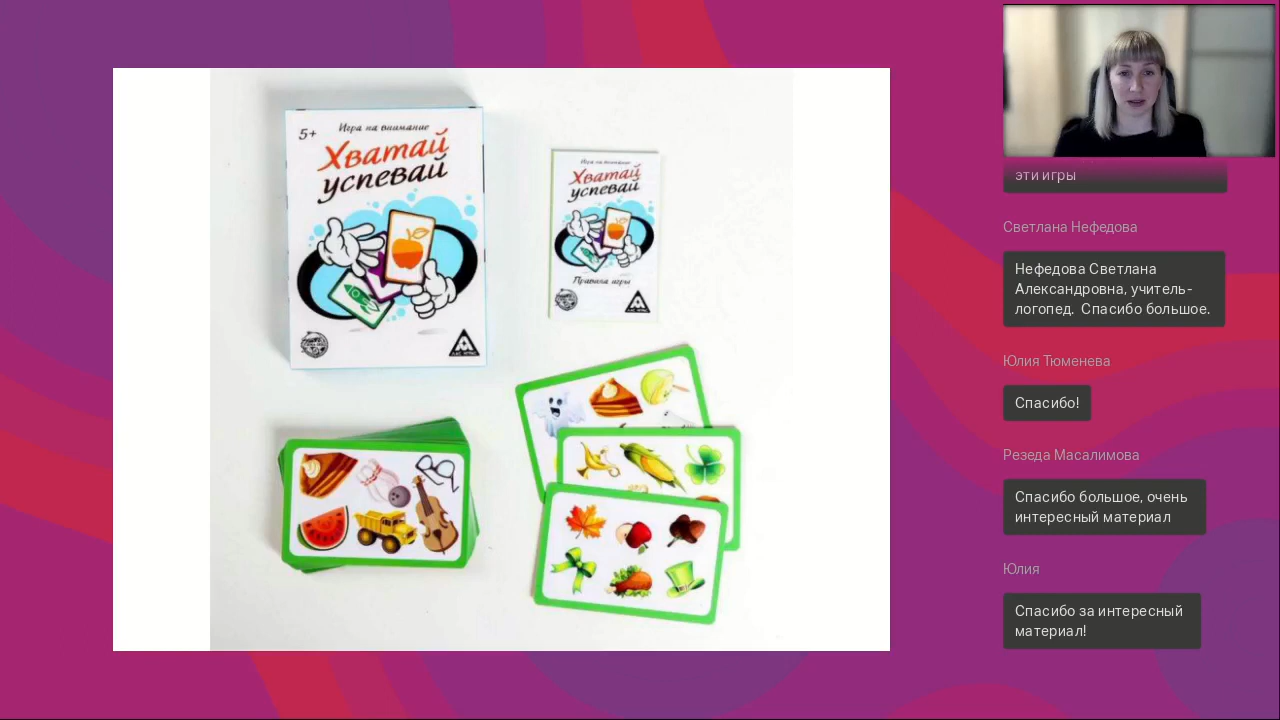 5+
Игра на внимание
Хватай
успевай
Игра на внимание
Хватай
успевай
Правила игры
эти игры
Светлана Нефедова
Нефедова Светлана
Александровна, учитель-
логопед. Спасибо большое.
Юлия Тюменева
Спасибо!
Резеда Масалимова
Спасибо большое, очень
интересный материал
Юлия
Спасибо за интересный
материал!